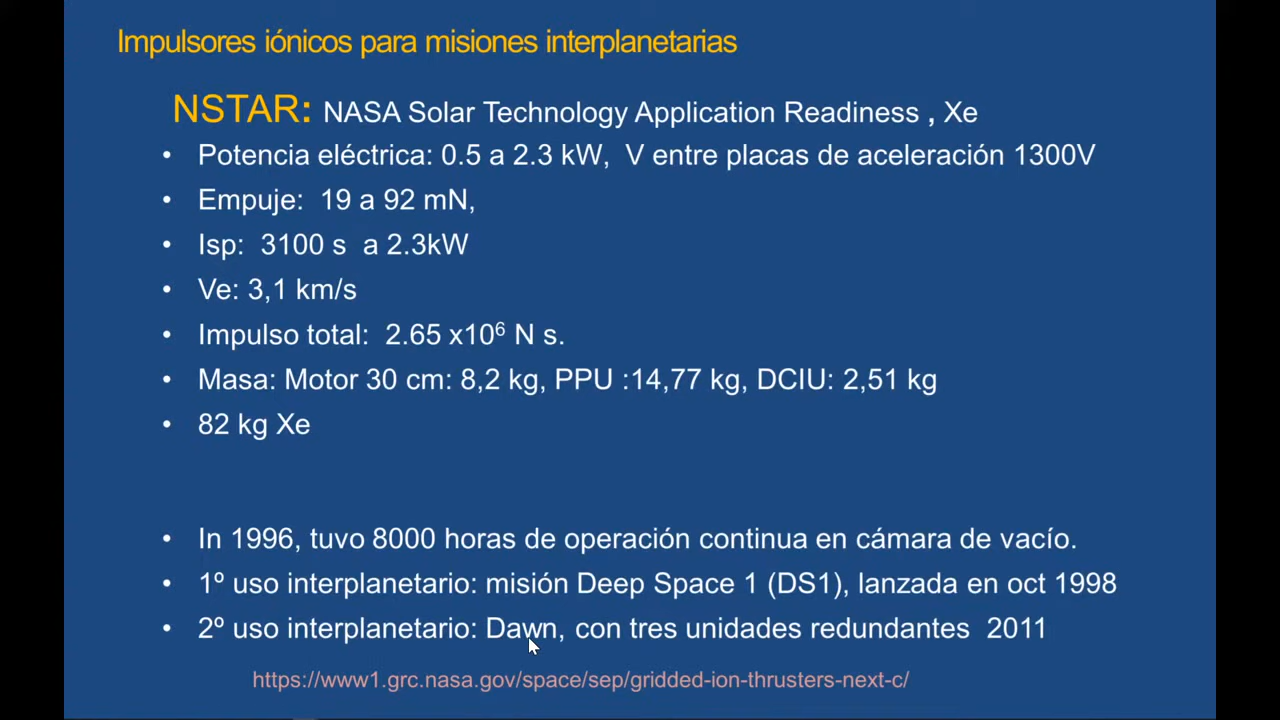 Impulsores iónicos para misiones interplanetarias
NSTAR: NASA Solar Technology Application Readiness , Xe
• Potencia eléctrica: 0.5 a 2.3 kW, V entre placas de aceleración 1300V
• Empuje: 19 a 92 mN,
• Isp: 3100 s a 2.3kW
• Ve: 3,1 km/s
• Impulso total: 2.65 x10⁶ N s.
• Masa: Motor 30 cm: 8,2 kg, PPU :14,77 kg, DCIU: 2,51 kg
• 82 kg Xe
• In 1996, tuvo 8000 horas de operación continua en cámara de vacío.
• 1º uso interplanetario: misión Deep Space 1 (DS1), lanzada en oct 1998
• 2º uso interplanetario: Dawn, con tres unidades redundantes 2011
https://www1.grc.nasa.gov/space/sep/gridded-ion-thrusters-next-c/